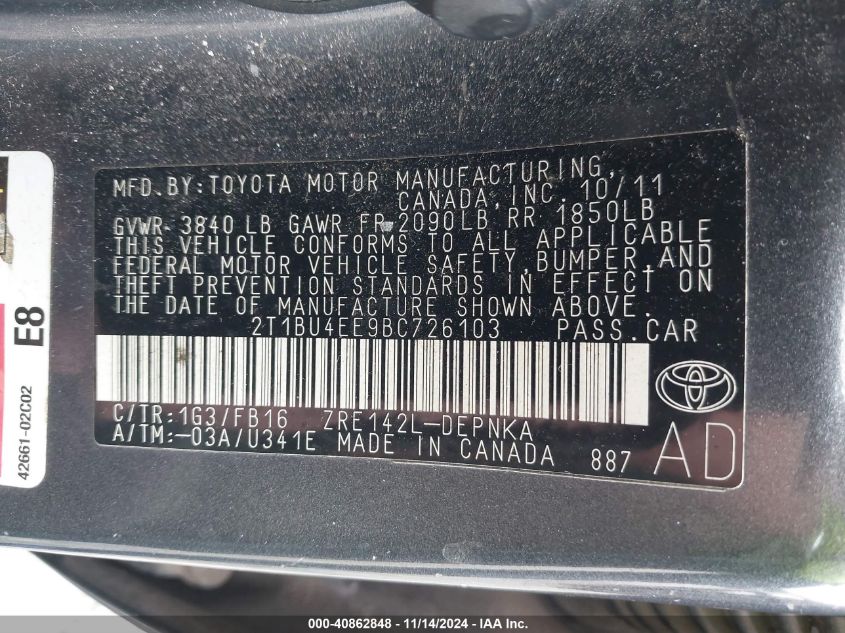 MFD.BY:TOYOTA MOTOR MANUFACTURING,
CANADA,INC. 10/11
GVWR 3840 LB GAWR FR 2090LB RR 1850LB
THIS VEHICLE CONFORMS TO ALL APPLICABLE
FEDERAL MOTOR VEHICLE SAFETY,BUMPER,AND
THEFT PREVENTION STANDARDS IN EFFECT ON
THE DATE OF MANUFACTURE SHOWN ABOVE.
2T1BU4EE9BC726103 PASS.CAR
C/TR:1G3/FB16 ZRE142L-DEPNKA
A/TM:-03A/U341E MADE IN CANADA 887
AD
E8
42661-02C02
000-40862848 - 11/14/2024 - IAA Inc.